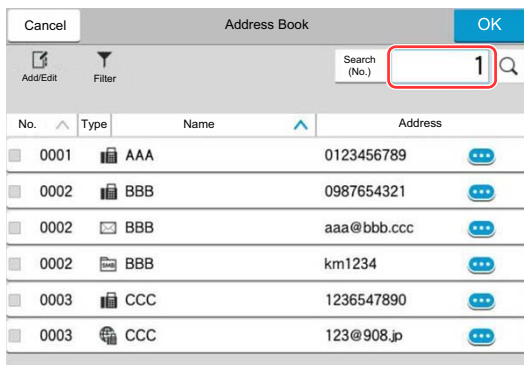 Cancel Address Book OK
Add/Edit Filter Search (No.) 1
No. Type Name Address
0001 AAA 0123456789
0002 BBB 0987654321
0002 BBB aaa@bbb.ccc
0002 SMB BBB km1234
0003 CCC 1236547890
0003 CCC 123@908.jp